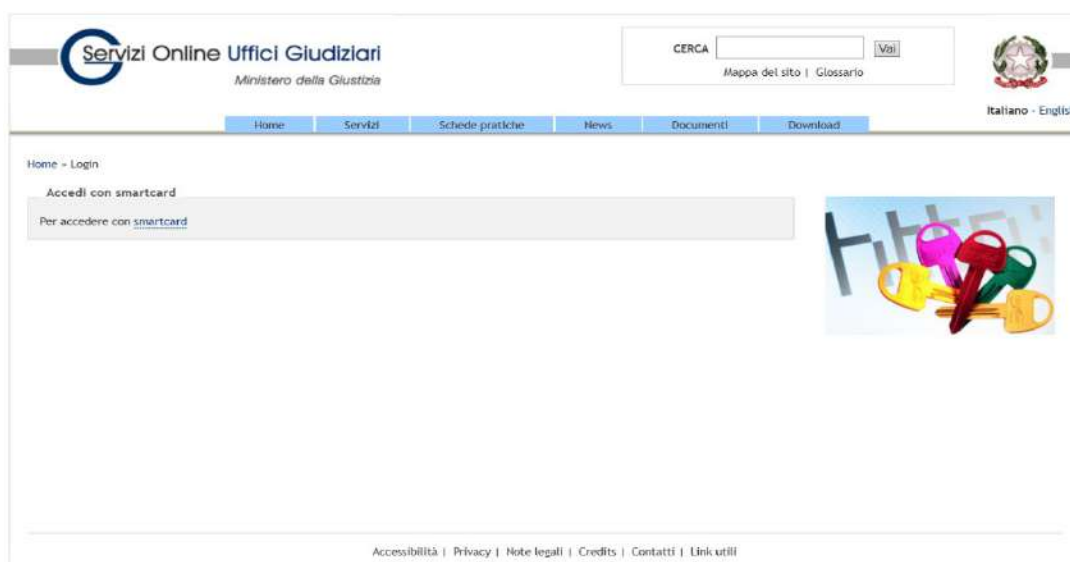 Servizi Online Uffici Giudiziari
Ministero della Giustizia
CERCA Vai
Mappa del sito | Glossario
Italiano - Englis
Home Servizi Schede pratiche News Documenti Download
Home - Login
Accedi con smartcard
Per accedere con smartcard
Accessibilità | Privacy | Note legali | Credits | Contatti | Link utili